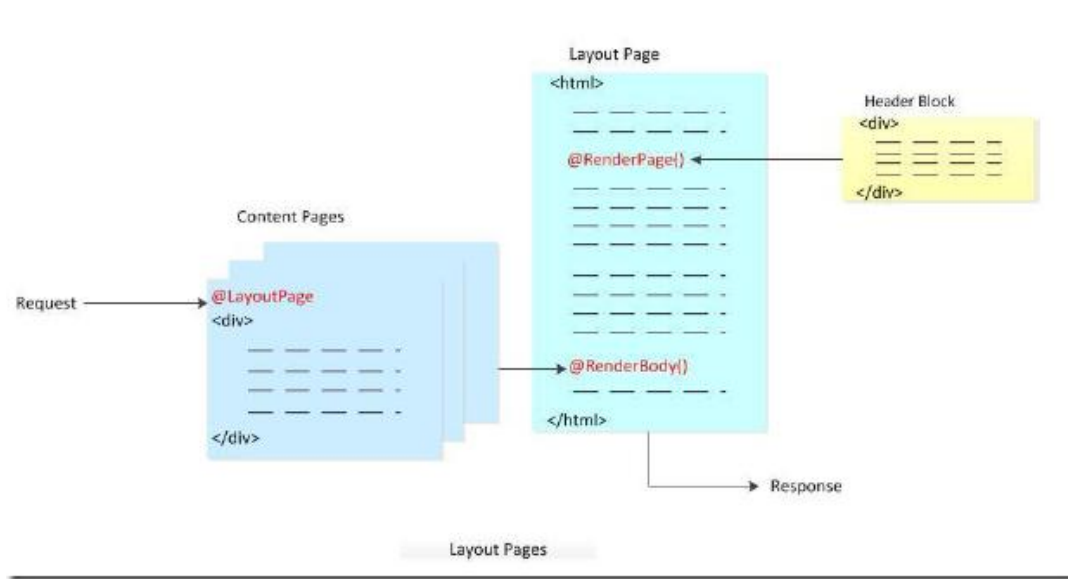 Layout Page
<html>
@RenderPage()
@RenderBody()
</html>
Header Block
<div>
</div>
Content Pages
Request
@LayoutPage
<div>
</div>
Response
Layout Pages